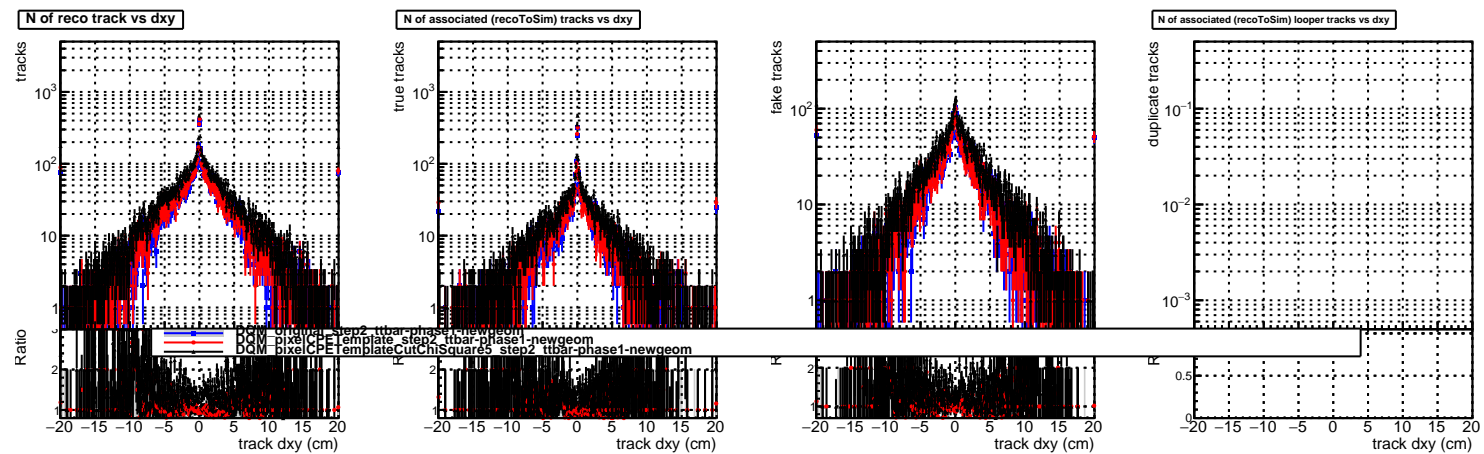 N of reco track vs dxy
N of associated (recoToSim) tracks vs dxy
N of associated (recoToSim) looper tracks vs dxy
tracks
10³
10²
10
1
true tracks
10³
10²
10
1
fake tracks
10²
10
1
duplicate tracks
10⁻¹
10⁻²
10⁻³
DQM_original_step2_ttbar-phase1-newgeom
DQM_pixelCPETemplate_step2_ttbar-phase1-newgeom
DQM_pixelCPETemplateCutChiSquare5_step2_ttbar-phase1-newgeom
Ratio
2
1
2
1
2
1
0.5
0
−20 −15 −10 −5 0 5 10 15 20
track dxy (cm)
−20 −15 −10 −5 0 5 10 15 20
track dxy (cm)
−20 −15 −10 −5 0 5 10 15 20
track dxy (cm)
−20 −15 −10 −5 0 5 10 15 20
track dxy (cm)